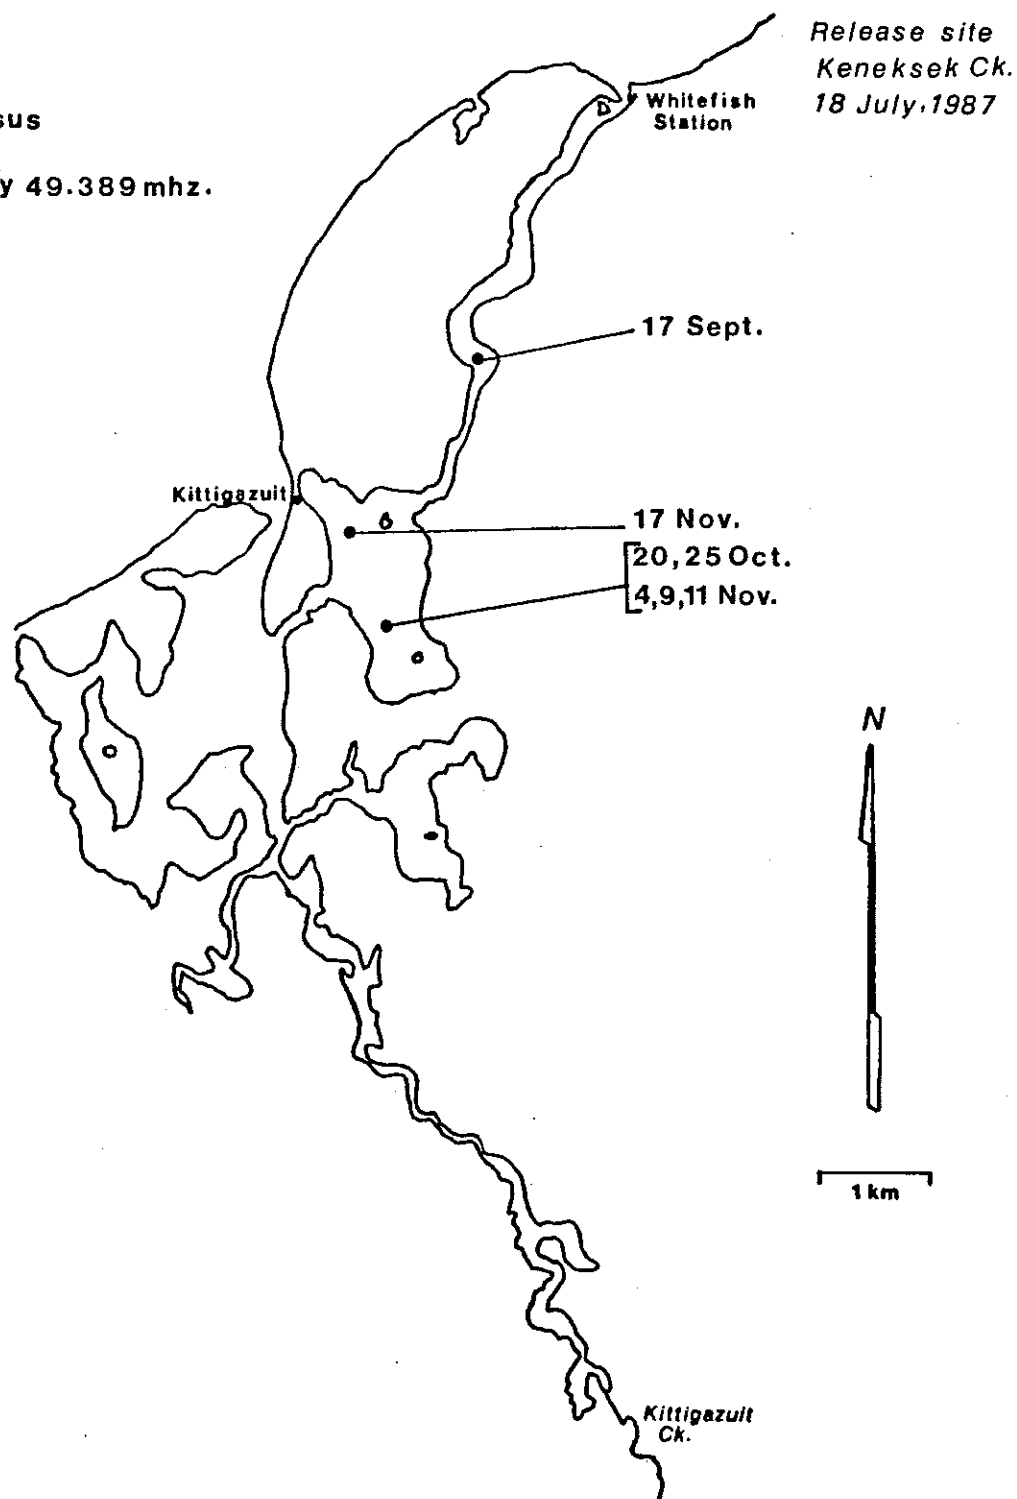 Release site
Keneksek Ck.
18 July, 1987
Whitefish
Station
49.389 mhz.
17 Sept.
Kittigazuit
17 Nov.
20, 25 Oct.
4, 9, 11 Nov.
N
1 km
Kittigazuit
Ck.